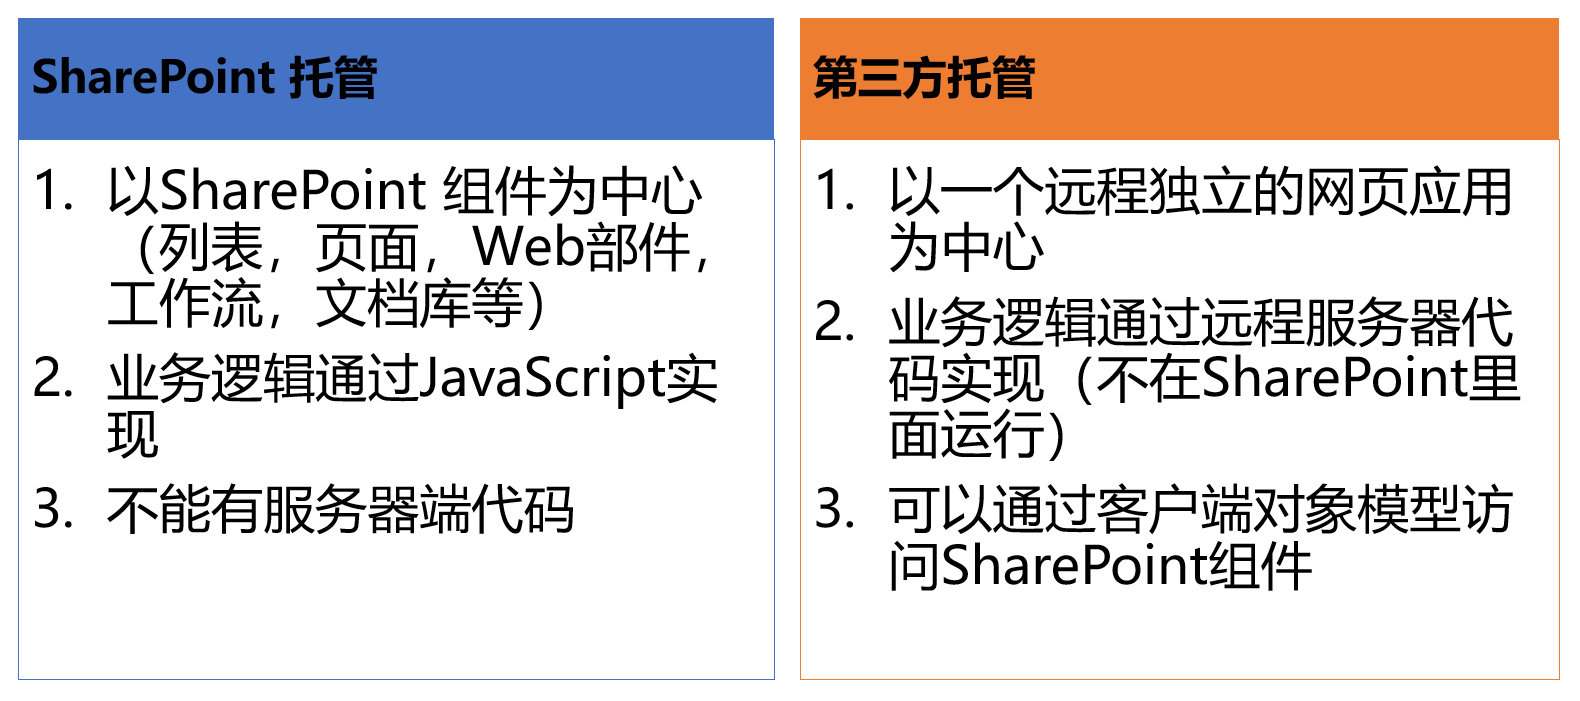 SharePoint 托管
1. 以SharePoint 组件为中心
（列表，页面，Web部件，
工作流，文档库等）
2. 业务逻辑通过JavaScript实
现
3. 不能有服务器端代码
第三方托管
1. 以一个远程独立的网页应用
为中心
2. 业务逻辑通过远程服务器代
码实现（不在SharePoint里
面运行）
3. 可以通过客户端对象模型访
问SharePoint组件